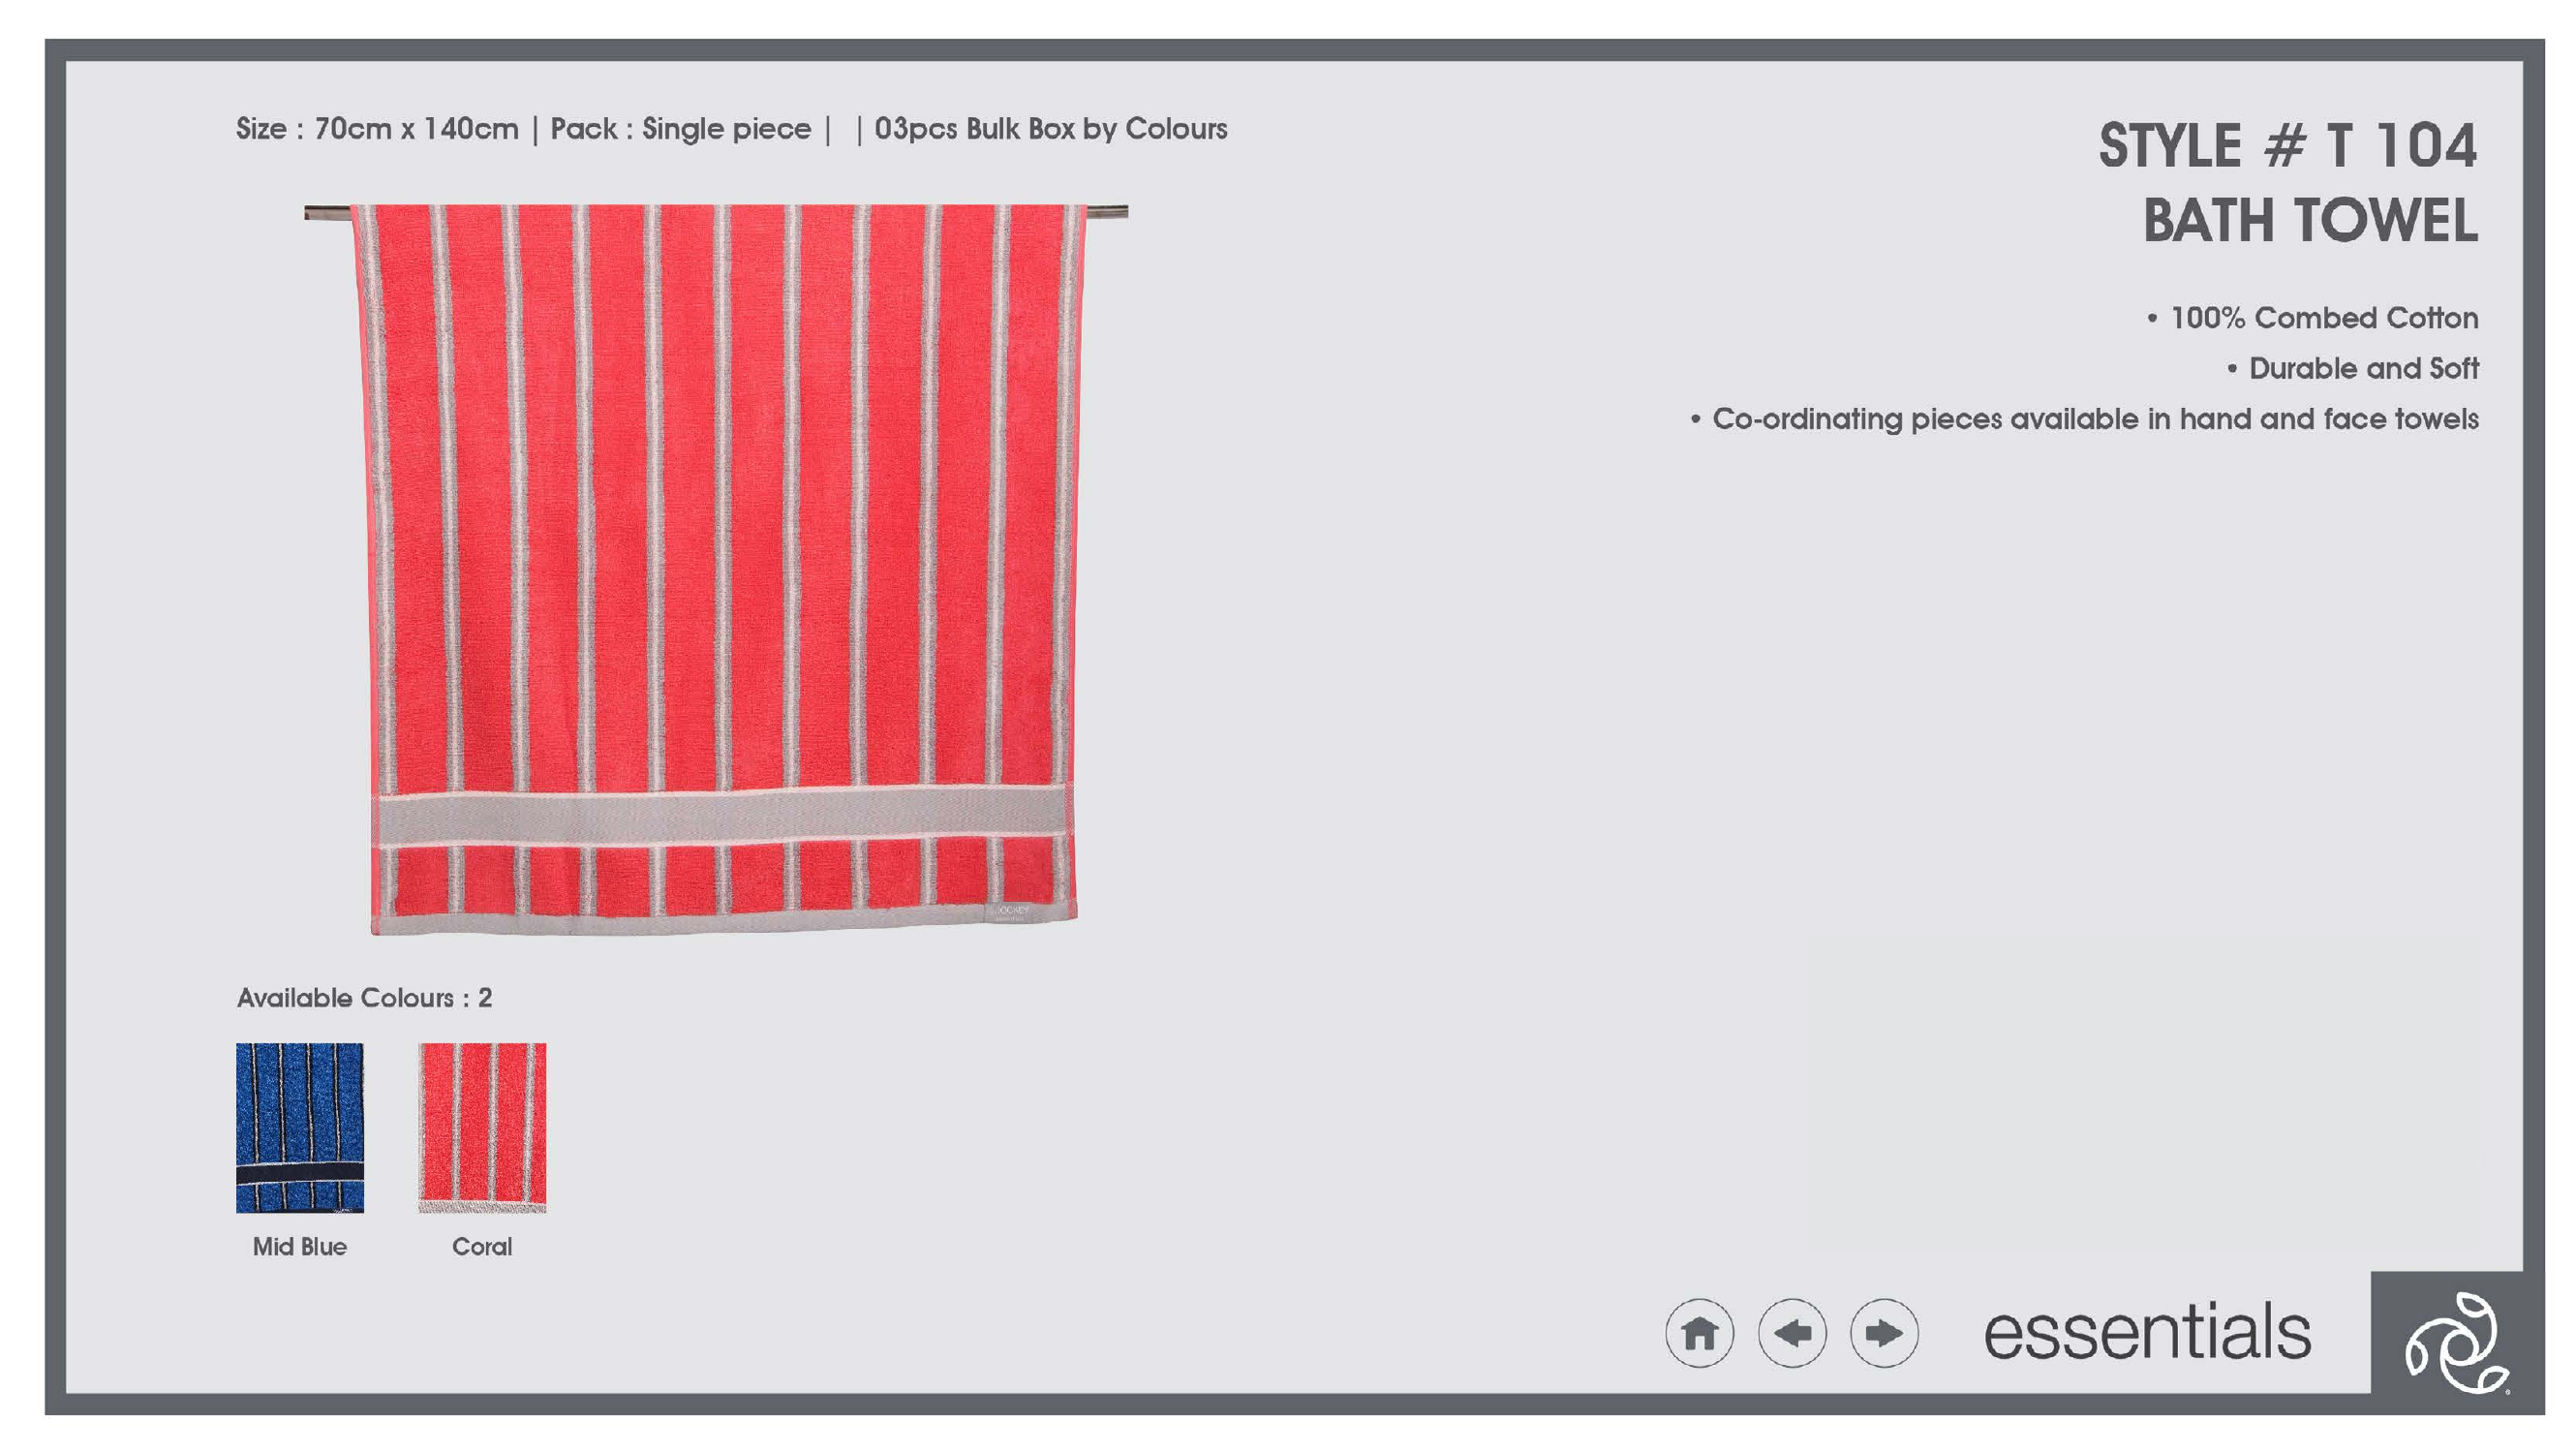 Size : 70cm x 140cm | Pack : Single piece | | 03pcs Bulk Box by Colours
STYLE # T 104
BATH TOWEL
• 100% Combed Cotton
• Durable and Soft
• Co-ordinating pieces available in hand and face towels
JOCKEY
Available Colours : 2
Mid Blue
Coral
essentials